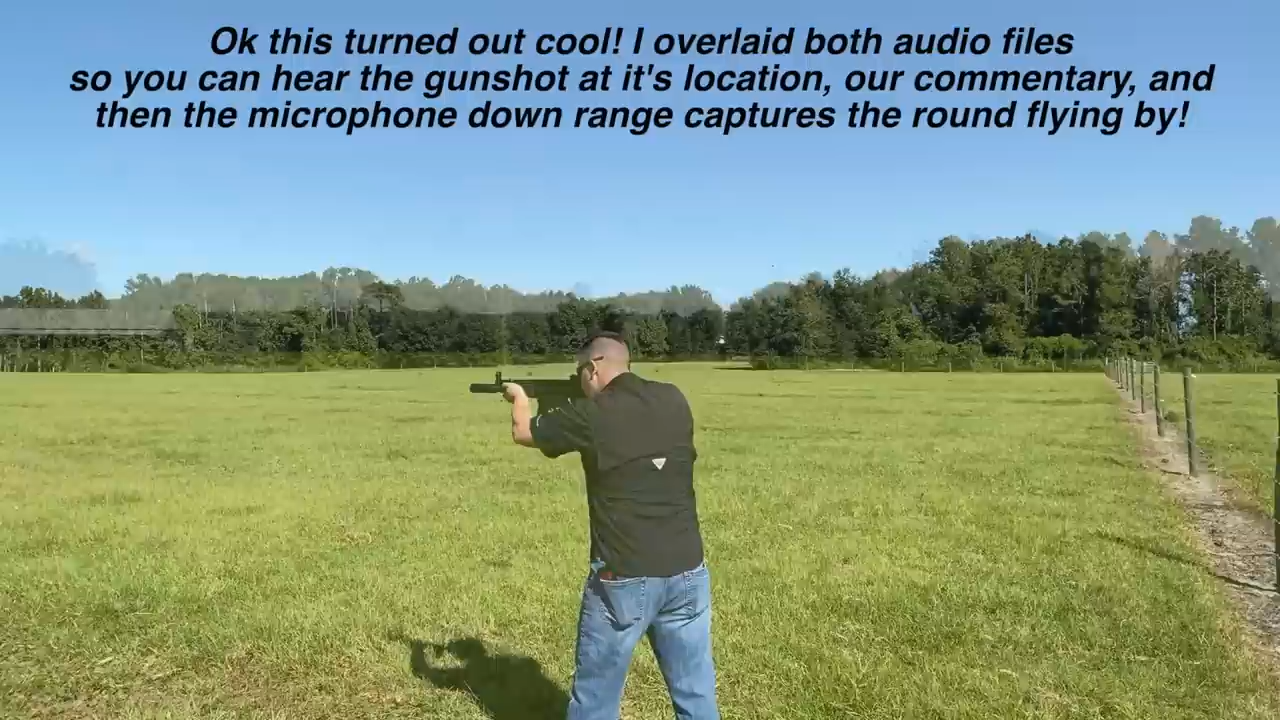 Ok this turned out cool! I overlaid both audio files
so you can hear the gunshot at it's location, our commentary, and
then the microphone down range captures the round flying by!